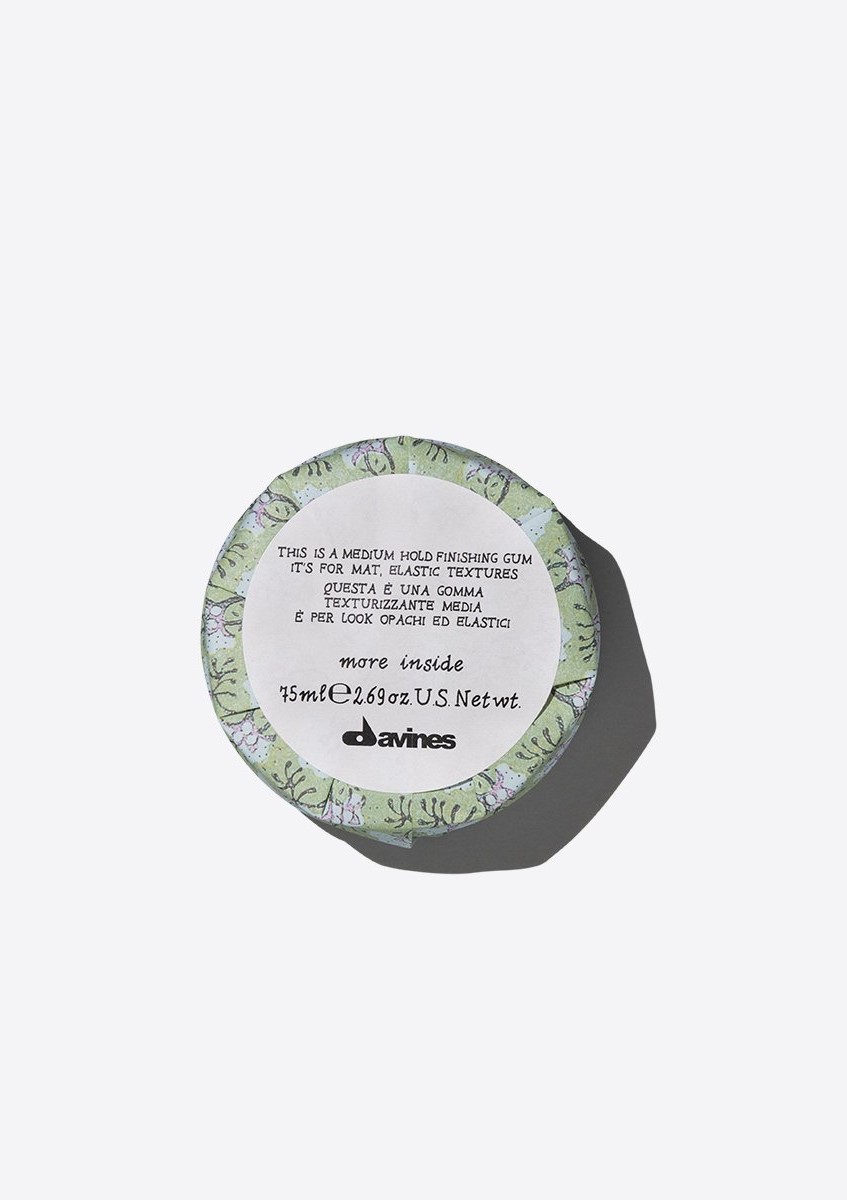 THIS IS A MEDIUM HOLD FINISHING GUM
IT'S FOR MAT, ELASTIC TEXTURES
QUESTA È UNA GOMMA
TEXTURIZZANTE MEDIA
È PER LOOK OPACHI ED ELASTICI
more inside
75ml℮2.69oz.U.S.Netwt.
davines